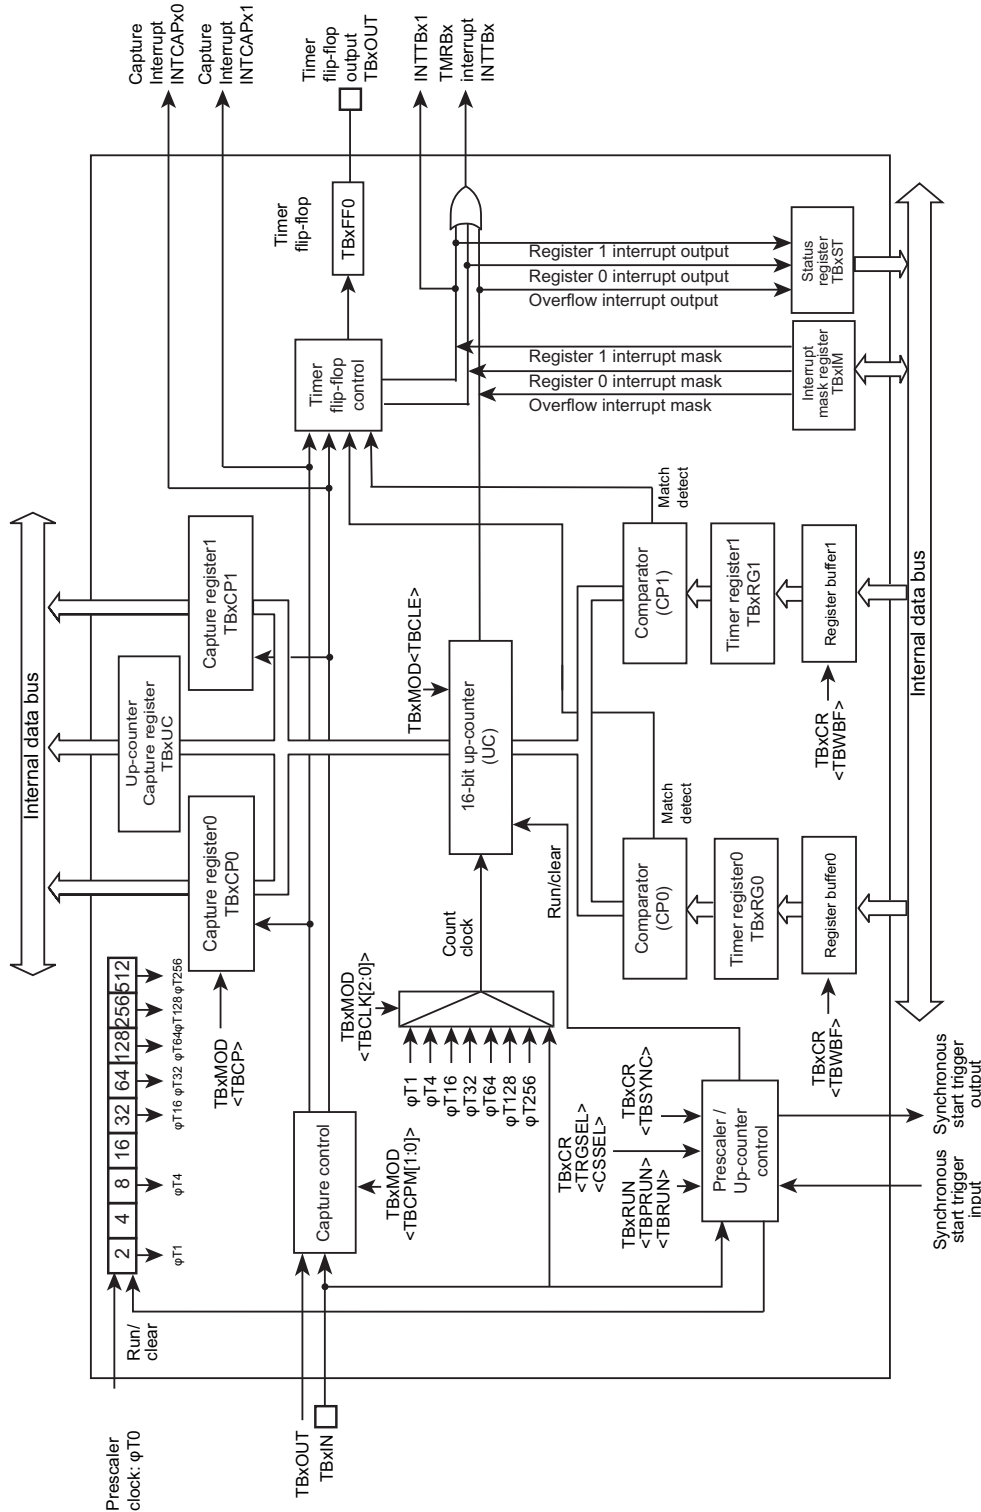 Prescaler
clock: φT0
Run/
clear
2
4
8
16
32
64
128
256
512
φT1
φT4
φT16
φT32
φT64
φT128
φT256
Internal data bus
TBxOUT
TBxIN
Capture control
TBxMOD
<TBCPM[1:0]>
TBxMOD
<TBCP>
Capture register0
TBxCP0
Up-counter
Capture register
TBxUC
Capture register1
TBxCP1
Capture
Interrupt
INTCAPx0
Capture
Interrupt
INTCAPx1
TBxMOD
<TBCLK[2:0]>
φT1
φT4
φT16
φT32
φT64
φT128
φT256
Count
clock
TBxMOD<TBCLE>
16-bit up-counter
(UC)
Run/clear
Timer
flip-flop
control
Timer
flip-flop
TBxFF0
Timer
flip-flop
output
TBxOUT
INTTBx1
TMRBx
interrupt
INTTBx
Register 1 interrupt output
Register 0 interrupt output
Overflow interrupt output
Register 1 interrupt mask
Register 0 interrupt mask
Overflow interrupt mask
Status
register
TBxST
Interrupt
mask register
TBxIM
TBxRUN
<TBPRUN>
<TBRUN>
TBxCR
<TRGSEL>
<CSSEL>
TBxCR
<TBSYNC>
Prescaler /
Up-counter
control
Match
detect
Comparator
(CP0)
Timer register0
TBxRG0
Register buffer0
TBxCR
<TBWBF>
Match
detect
Comparator
(CP1)
Timer register1
TBxRG1
Register buffer1
TBxCR
<TBWBF>
Internal data bus
Synchronous
start trigger
input
Synchronous
start trigger
output